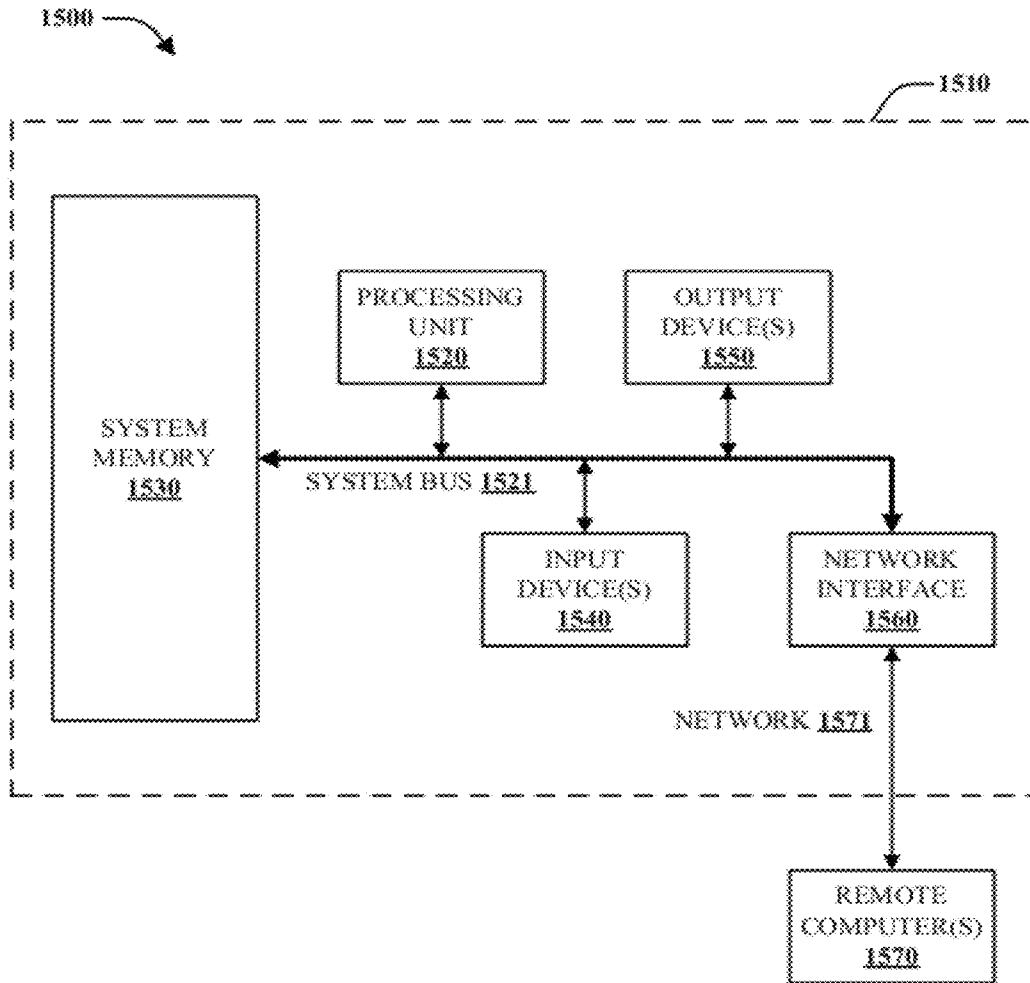 1500
1510
PROCESSING
UNIT
1520
OUTPUT
DEVICE(S)
1550
SYSTEM
MEMORY
1530
SYSTEM BUS 1521
INPUT
DEVICE(S)
1540
NETWORK
INTERFACE
1560
NETWORK 1571
REMOTE
COMPUTER(S)
1570